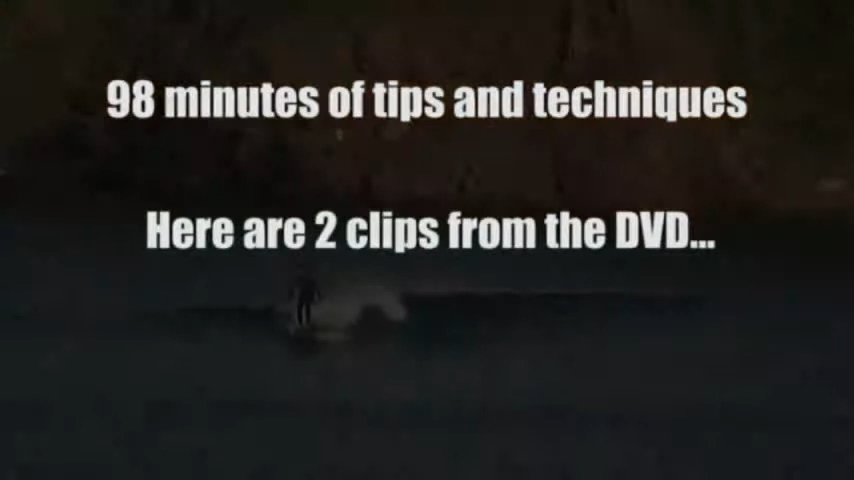 98 minutes of tips and techniques
Here are 2 clips from the DVD...